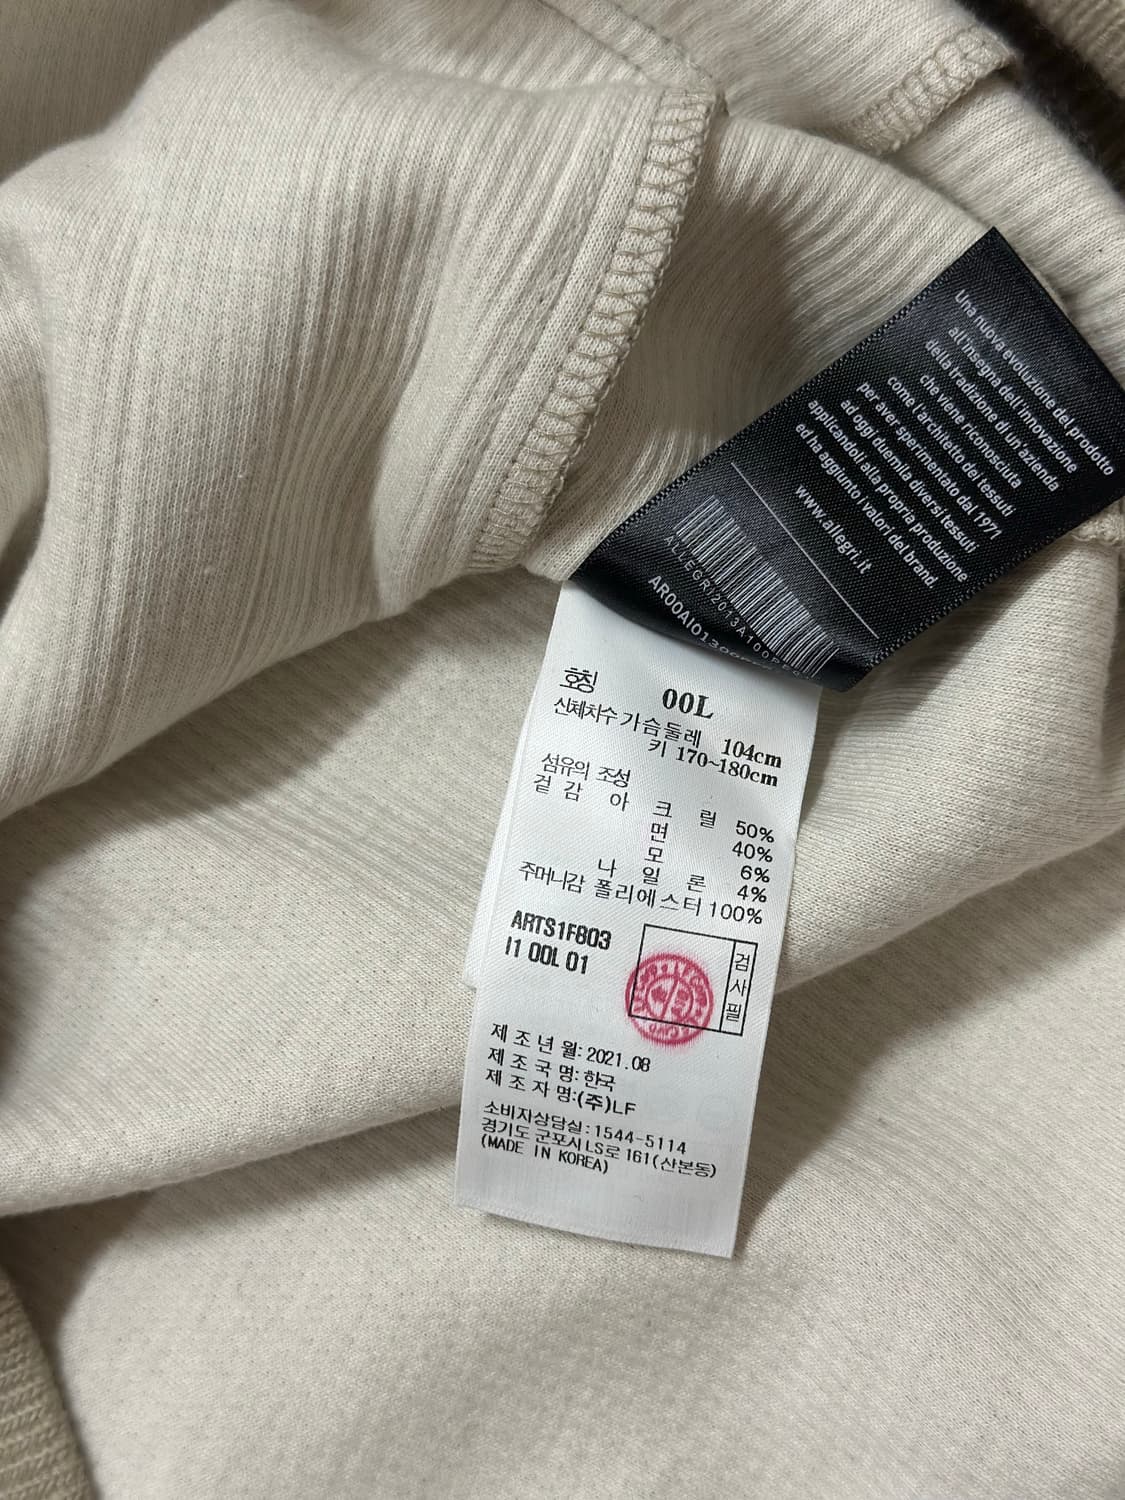 Una nuova evoluzione del prodotto
all'insegna dell'innovazione
della tradizione di un'azienda
che viene riconosciuta
come l'architetto dei tessuti
per aver sperimentato dal 1971
ad oggi duemila diversi tessuti
applicandoli alla propria produzione
ed ha aggiunto i valori del brand
www.allegri.it
호칭 00L
신체치수 가슴둘레 104cm
키 170~180cm
섬유의 조성
겉감 아크릴 50%
면 40%
모 6%
나일론 4%
주머니감 폴리에스터 100%
ARTS1F803
I1 00L 01
검사필
제조년월: 2021.08
제조국명: 한국
제조자명:(주)LF
소비자상담실: 1544-5114
경기도 군포시 LS로 161(산본동)
(MADE IN KOREA)